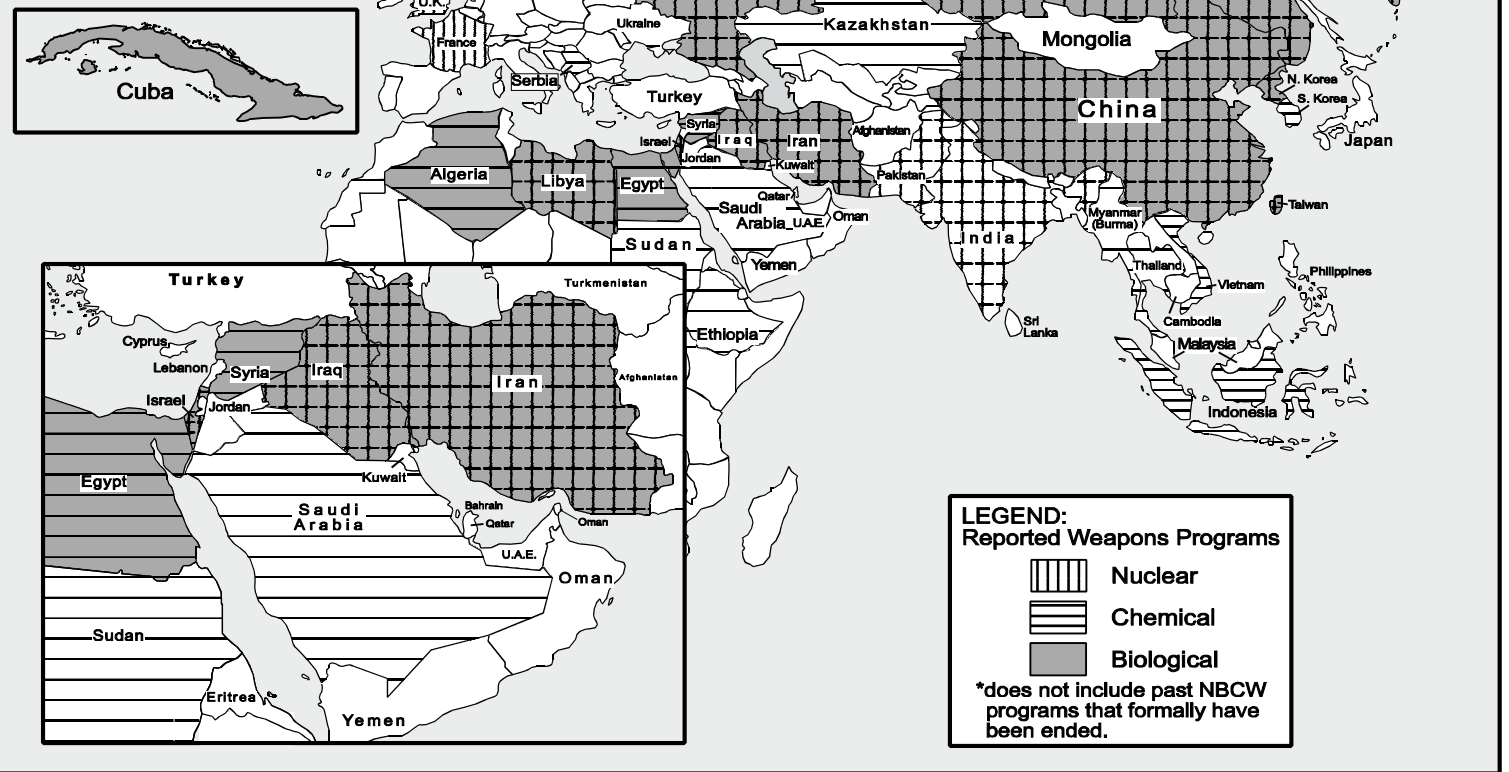 U.K.
Ukraine
Kazakhstan
France
Mongolia
Cuba
Serbia
N. Korea
Turkey
S. Korea
China
Syria
Afghanistan
Israel
Iraq
Iran
Japan
Jordan
Kuwait
Algeria
Libya
Egypt
Pakistan
Qatar
Saudi
Arabia
U.A.E.
Oman
Taiwan
Myanmar
(Burma)
India
Sudan
Yemen
Thailand
Philippines
Vietnam
Sri
Lanka
Cambodia
Ethiopia
Malaysia
Indonesia
Turkey
Turkmenistan
Cyprus
Lebanon
Syria
Iraq
Iran
Afghanistan
Israel
Jordan
Kuwait
Egypt
Saudi
Arabia
Bahrain
Qatar
Oman
U.A.E.
Oman
Sudan
Eritrea
Yemen
LEGEND:
Reported Weapons Programs
Nuclear
Chemical
Biological
*does not include past NBCW
programs that formally have
been ended.